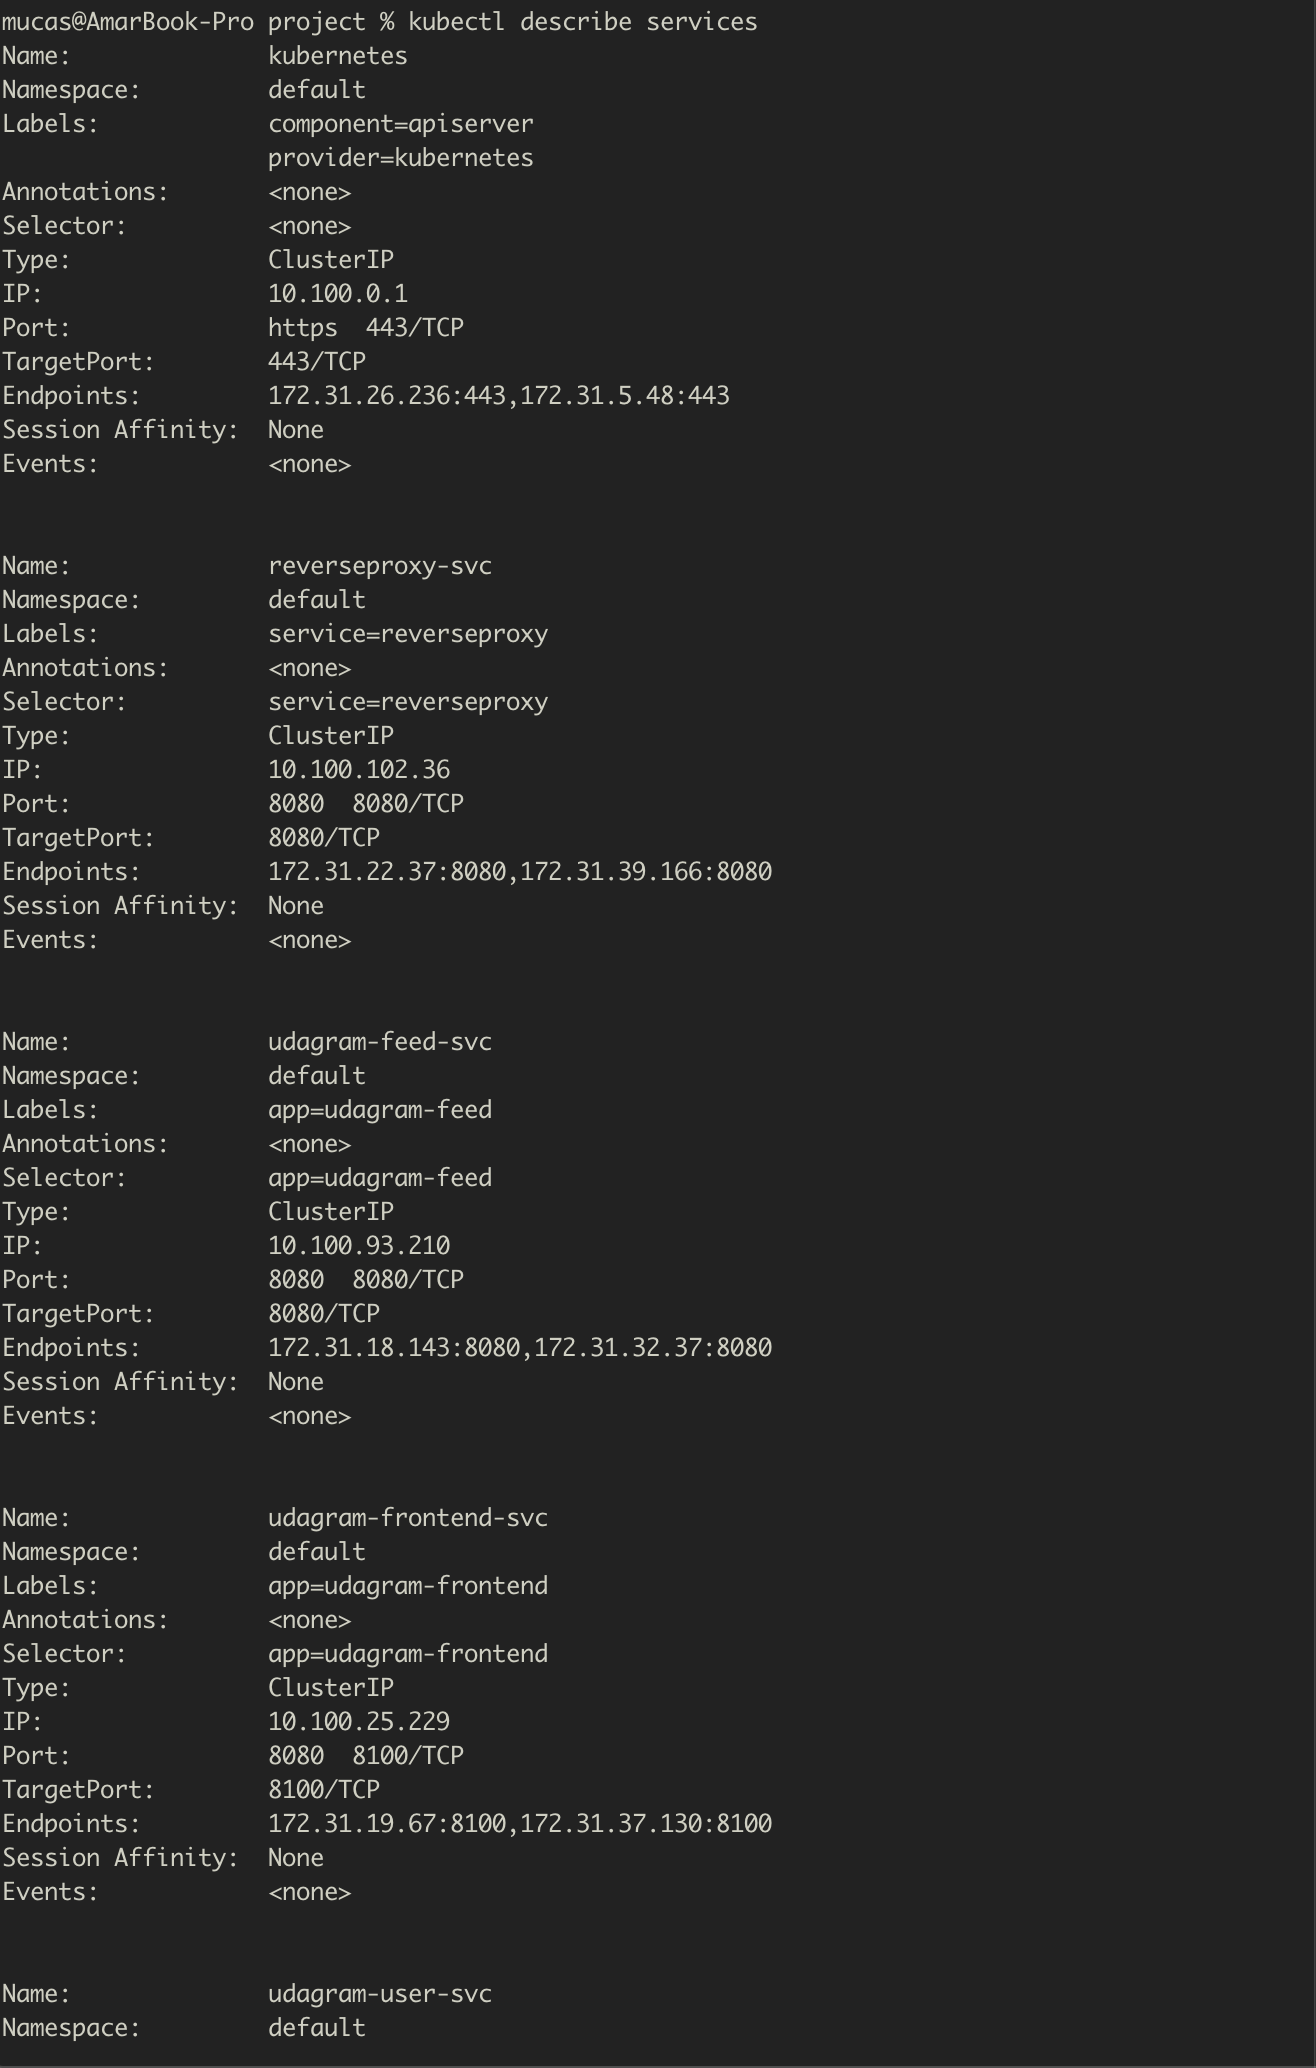 mucas@AmarBook-Pro project % kubectl describe services
Name:              kubernetes
Namespace:         default
Labels:            component=apiserver
                   provider=kubernetes
Annotations:       <none>
Selector:          <none>
Type:              ClusterIP
IP:                10.100.0.1
Port:              https  443/TCP
TargetPort:        443/TCP
Endpoints:         172.31.26.236:443,172.31.5.48:443
Session Affinity:  None
Events:            <none>
Name:              reverseproxy-svc
Namespace:         default
Labels:            service=reverseproxy
Annotations:       <none>
Selector:          service=reverseproxy
Type:              ClusterIP
IP:                10.100.102.36
Port:              8080  8080/TCP
TargetPort:        8080/TCP
Endpoints:         172.31.22.37:8080,172.31.39.166:8080
Session Affinity:  None
Events:            <none>
Name:              udagram-feed-svc
Namespace:         default
Labels:            app=udagram-feed
Annotations:       <none>
Selector:          app=udagram-feed
Type:              ClusterIP
IP:                10.100.93.210
Port:              8080  8080/TCP
TargetPort:        8080/TCP
Endpoints:         172.31.18.143:8080,172.31.32.37:8080
Session Affinity:  None
Events:            <none>
Name:              udagram-frontend-svc
Namespace:         default
Labels:            app=udagram-frontend
Annotations:       <none>
Selector:          app=udagram-frontend
Type:              ClusterIP
IP:                10.100.25.229
Port:              8080  8100/TCP
TargetPort:        8100/TCP
Endpoints:         172.31.19.67:8100,172.31.37.130:8100
Session Affinity:  None
Events:            <none>
Name:              udagram-user-svc
Namespace:         default